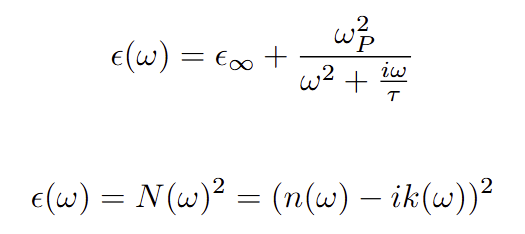 ϵ(ω) = ϵ∞ + ω_P^2 / (ω^2 + iω/τ)
ϵ(ω) = N(ω)^2 = (n(ω) − ik(ω))^2